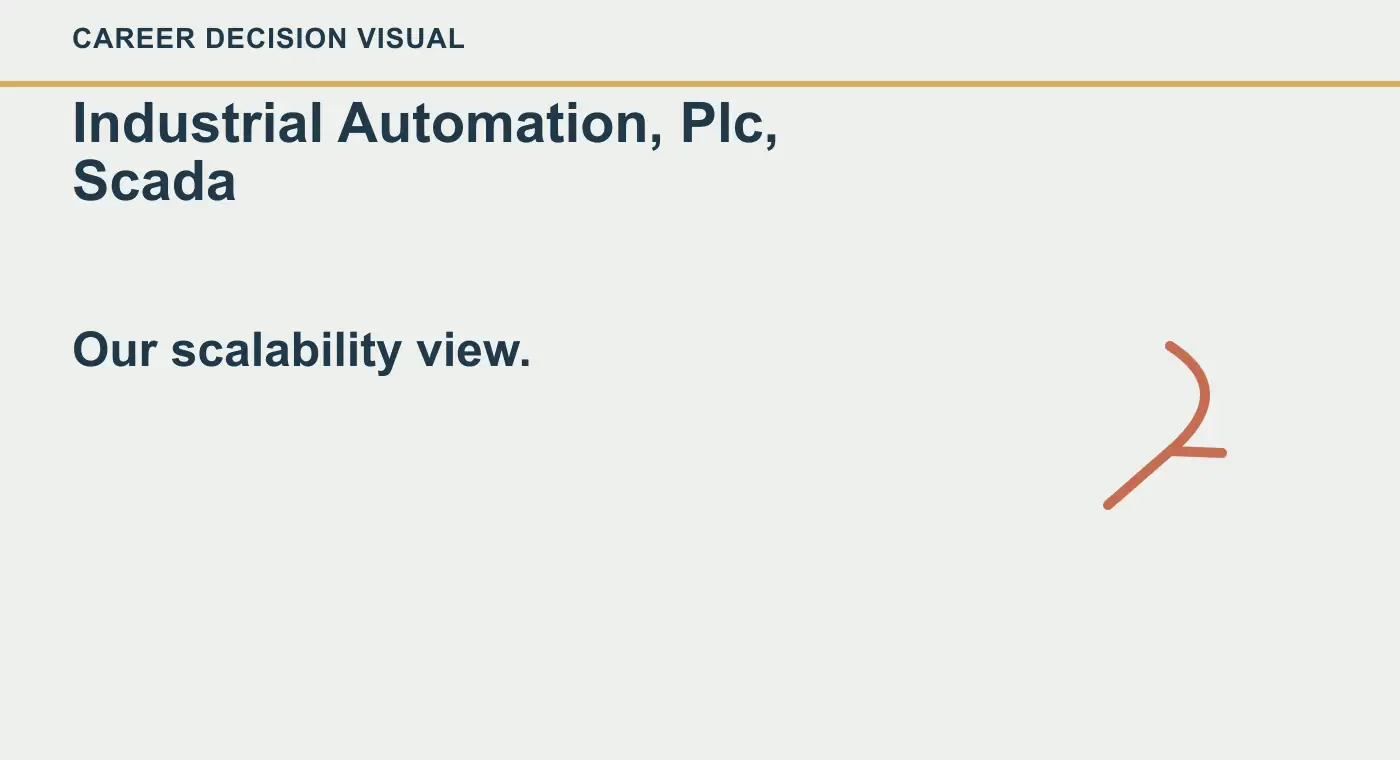 CAREER DECISION VISUAL
Industrial Automation, Plc,
Scada
Our scalability view.